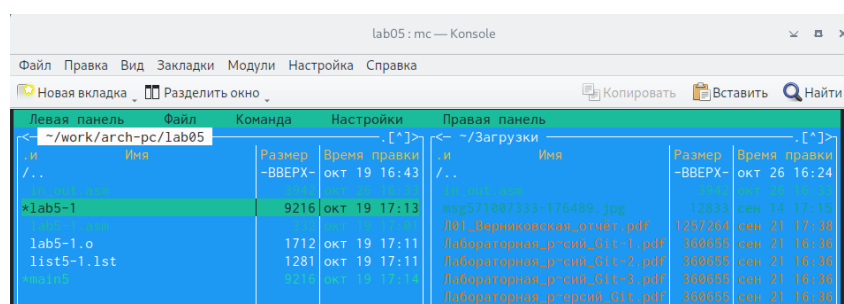 lab05 : mc — Konsole
Файл Правка Вид Закладки Модули Настройка Справка
Новая вкладка Разделить окно Копировать Вставить Найти
Левая панель Файл Команда Настройки Правая панель
<— ~/work/arch-pc/lab05 .[^]> <— ~/Загрузки .[^]>
.и Имя Размер Время правки .и Имя Размер Время правки
/.. -ВВЕРХ- окт 19 16:43 /.. -ВВЕРХ- окт 26 16:24
in_out.asm 3942 окт 26 16:33 in_out.asm 3942 окт 26 16:33
*lab5-1 9216 окт 19 17:13 *msg571007333-176489.jpg 12833 сен 14 17:15
lab5-1.asm окт 19 Л01_Верниковская_отчёт.pdf 1257264 сен 21 17:38
lab5-1.o 1712 окт 19 17:11 Лабораторная_р~сий_Git-1.pdf 360655 сен 21 16:36
list5-1.lst 1281 окт 19 17:11 Лабораторная_р~сий_Git-2.pdf 360655 сен 21 16:36
*main5 9216 окт 19 17:14 Лабораторная_р~сий_Git-3.pdf 360655 сен 21 16:36
Лабораторная_р~ерсий_Git.pdf 360655 сен 21 16:36